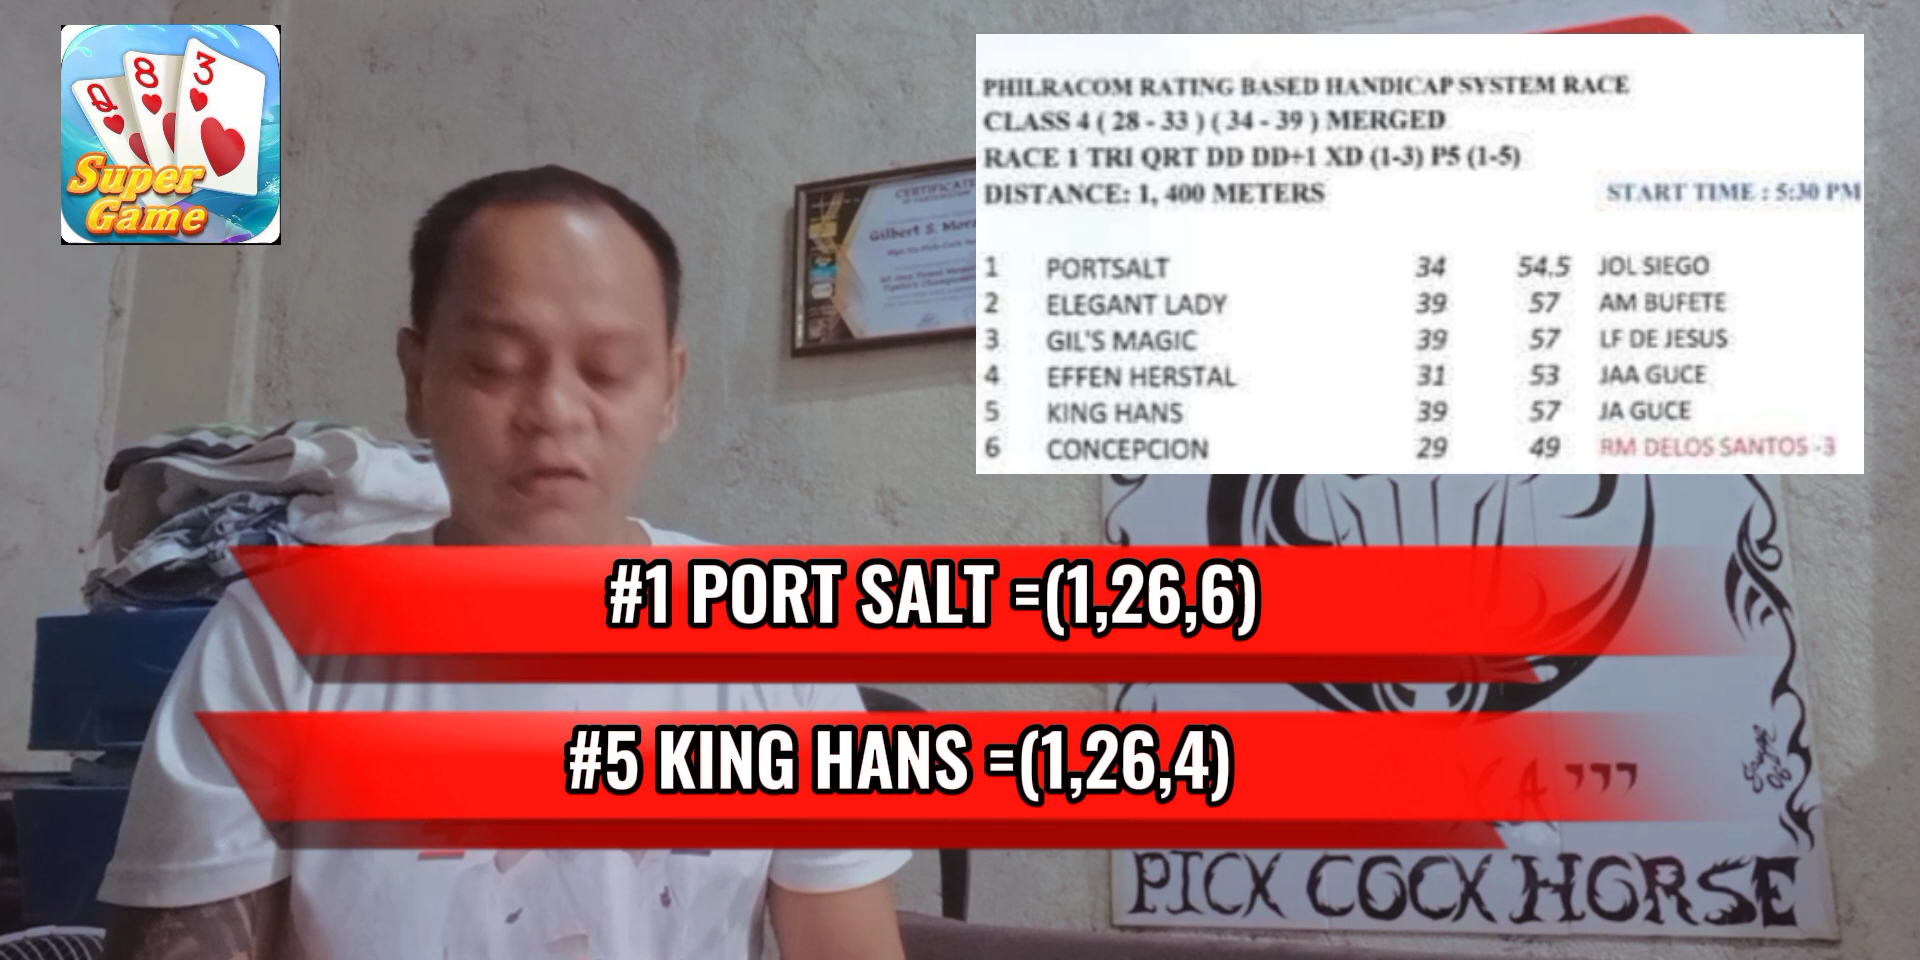 Q 8 3
Super
Game
CERTIFICATE
Gilbert S. Mora
PHILRACOM RATING BASED HANDICAP SYSTEM RACE
CLASS 4 ( 28 - 33 ) ( 34 - 39 ) MERGED
RACE 1 TRI QRT DD DD+1 XD (1-3) P5 (1-5)
DISTANCE: 1, 400 METERS START TIME : 5:30 PM
1 PORTSALT 34 54.5 JOL SIEGO
2 ELEGANT LADY 39 57 AM BUFETE
3 GIL'S MAGIC 39 57 LF DE JESUS
4 EFFEN HERSTAL 31 53 JAA GUCE
5 KING HANS 39 57 JA GUCE
6 CONCEPCION 29 49 RM DELOS SANTOS -3
#1 PORT SALT =(1,26,6)
#5 KING HANS =(1,26,4)
PICK COCK HORSE